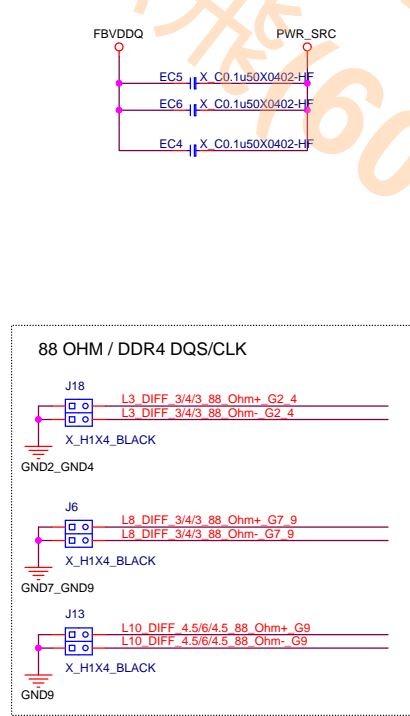 FBVDDQ PWR_SRC
EC5 X_C0.1u50X0402-HF
EC6 X_C0.1u50X0402-HF
EC4 X_C0.1u50X0402-HF
88 OHM / DDR4 DQS/CLK
J18
L3_DIFF_3/4/3_88_Ohm+_G2_4
L3_DIFF_3/4/3_88_Ohm-_G2_4
X_H1X4_BLACK
GND2_GND4
J6
L8_DIFF_3/4/3_88_Ohm+_G7_9
L8_DIFF_3/4/3_88_Ohm-_G7_9
X_H1X4_BLACK
GND7_GND9
J13
L10_DIFF_4.5/6/4.5_88_Ohm+_G9
L10_DIFF_4.5/6/4.5_88_Ohm-_G9
X_H1X4_BLACK
GND9